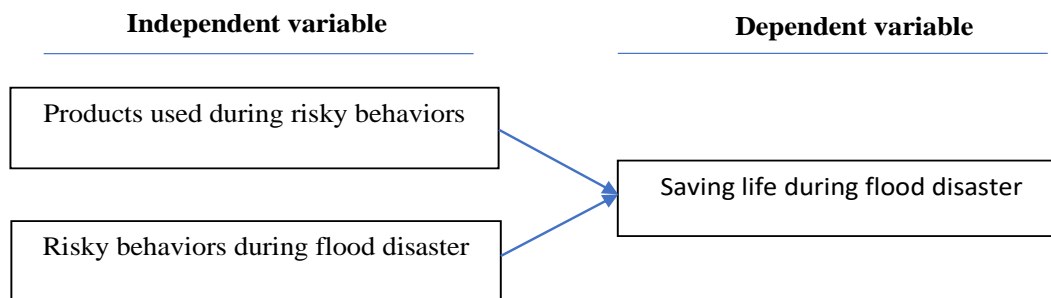 Independent variable
Dependent variable
Products used during risky behaviors
Saving life during flood disaster
Risky behaviors during flood disaster